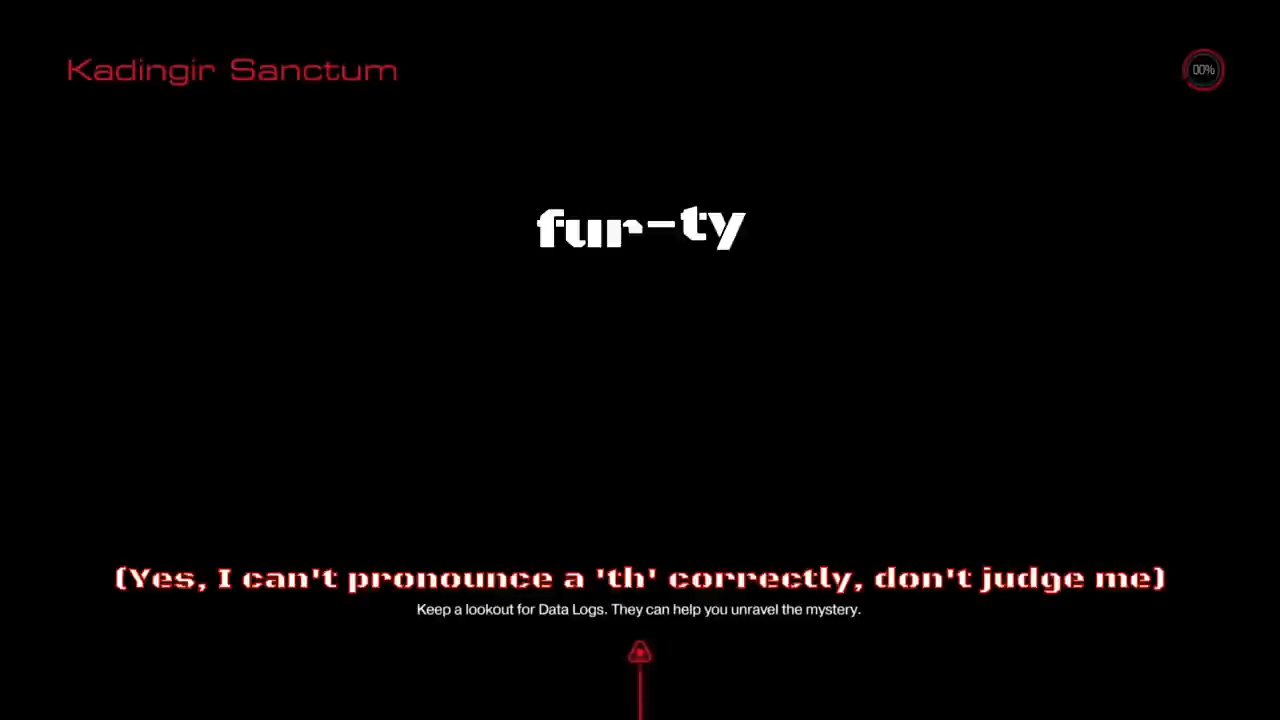 Kadingir Sanctum
00%
fur-ty
(Yes, I can't pronounce a 'th' correctly, don't judge me)
Keep a lookout for Data Logs. They can help you unravel the mystery.